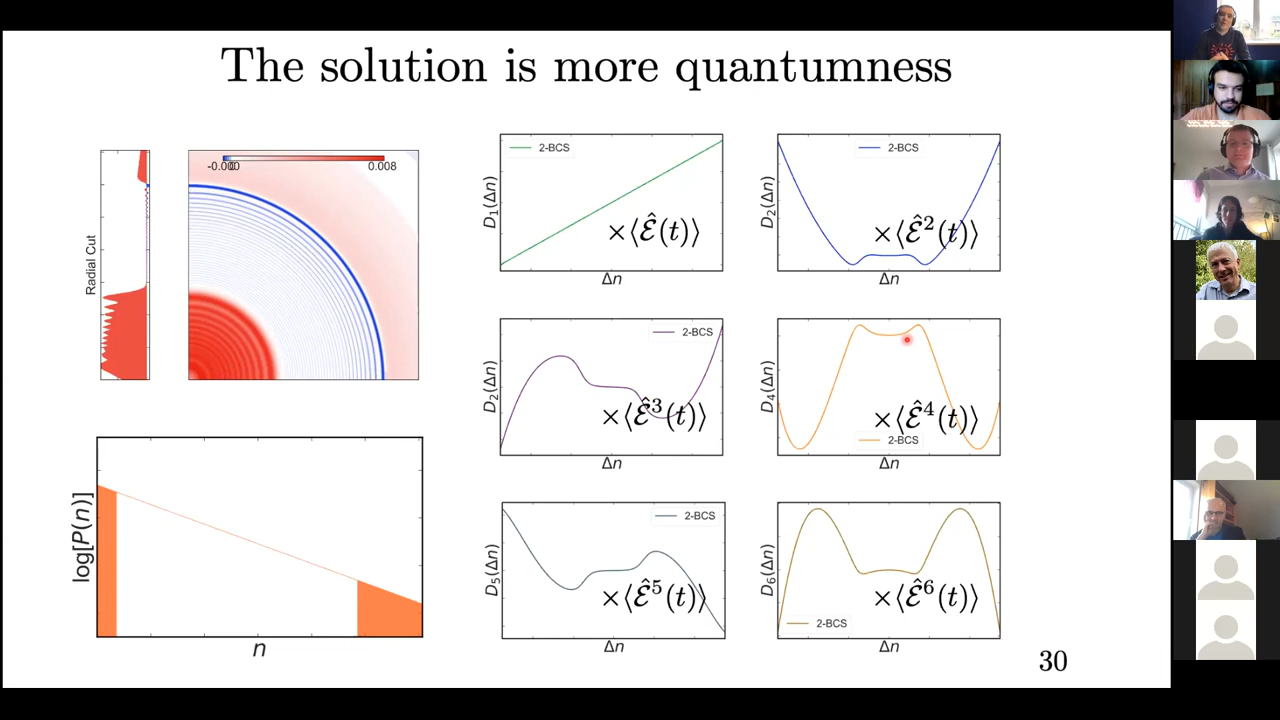 The solution is more quantumness
-0.000
0.008
Radial Cut
log[P(n)]
n
2-BCS
D₁(Δn)
×⟨Ê(t)⟩
Δn
2-BCS
D₂(Δn)
×⟨Ê²(t)⟩
Δn
2-BCS
D₂(Δn)
×⟨Ê³(t)⟩
Δn
D₄(Δn)
×⟨Ê⁴(t)⟩
2-BCS
Δn
2-BCS
D₅(Δn)
×⟨Ê⁵(t)⟩
Δn
D₆(Δn)
×⟨Ê⁶(t)⟩
2-BCS
Δn
30